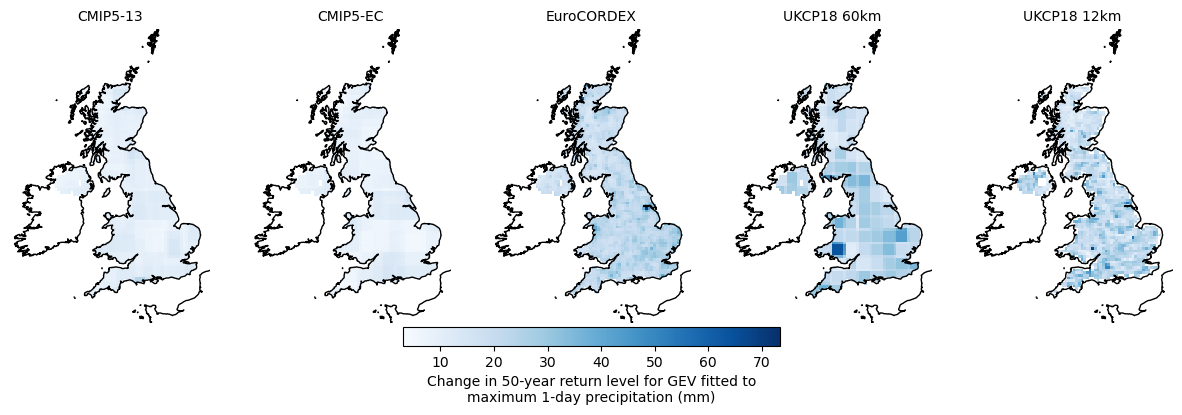 CMIP5-13
CMIP5-EC
EuroCORDEX
UKCP18 60km
UKCP18 12km
10 20 30 40 50 60 70
Change in 50-year return level for GEV fitted to
maximum 1-day precipitation (mm)